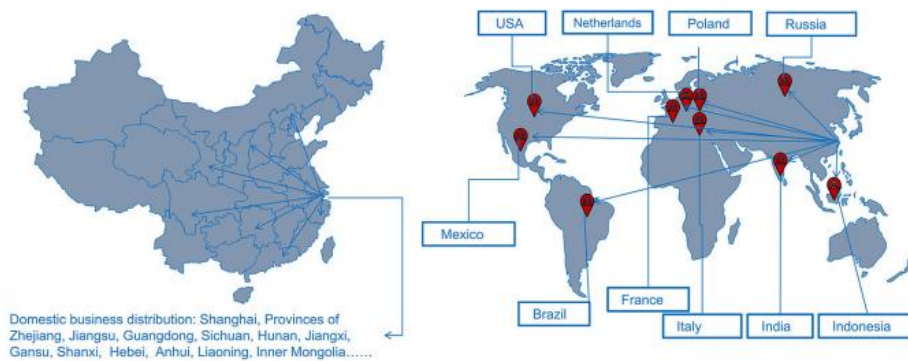 USA
Netherlands
Poland
Russia
Mexico
Brazil
France
Italy
India
Indonesia
Domestic business distribution: Shanghai, Provinces of
Zhejiang, Jiangsu, Guangdong, Sichuan, Hunan, Jiangxi,
Gansu, Shanxi, Hebei, Anhui, Liaoning, Inner Mongolia……